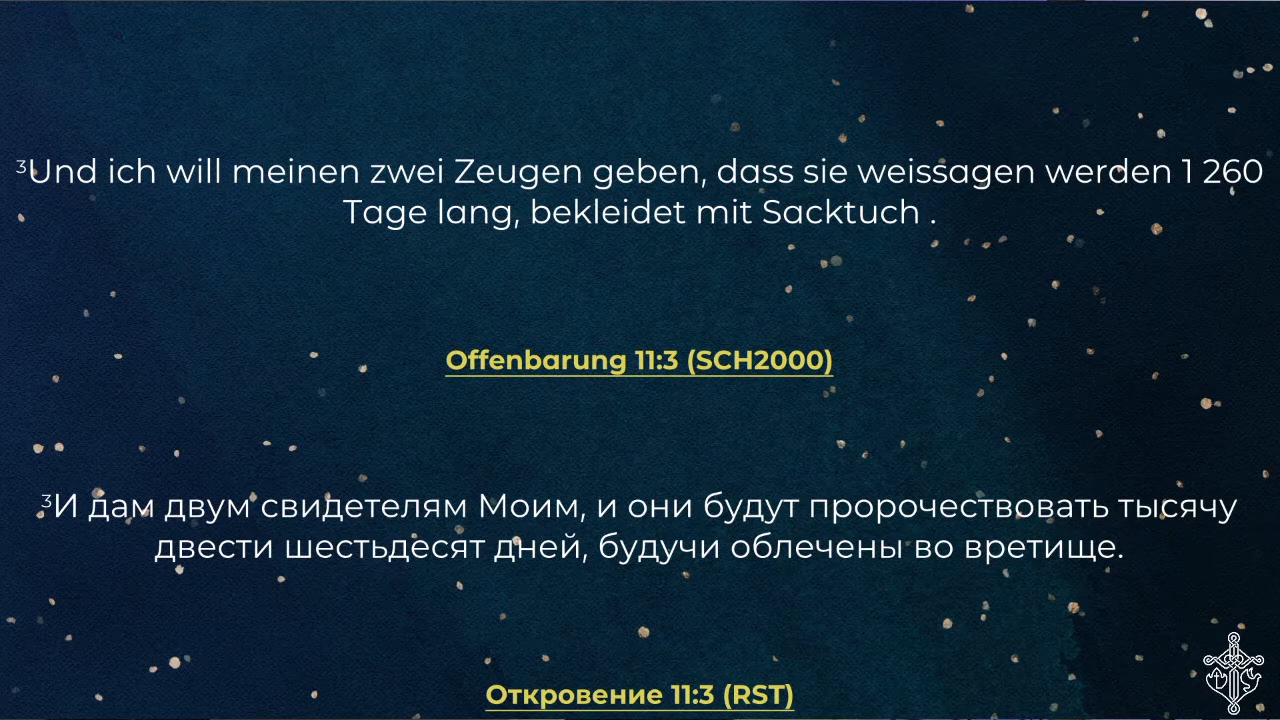 ³Und ich will meinen zwei Zeugen geben, dass sie weissagen werden 1 260
Tage lang, bekleidet mit Sacktuch .
Offenbarung 11:3 (SCH2000)
³И дам двум свидетелям Моим, и они будут пророчествовать тысячу
двести шестьдесят дней, будучи облечены во вретище.
Откровение 11:3 (RST)